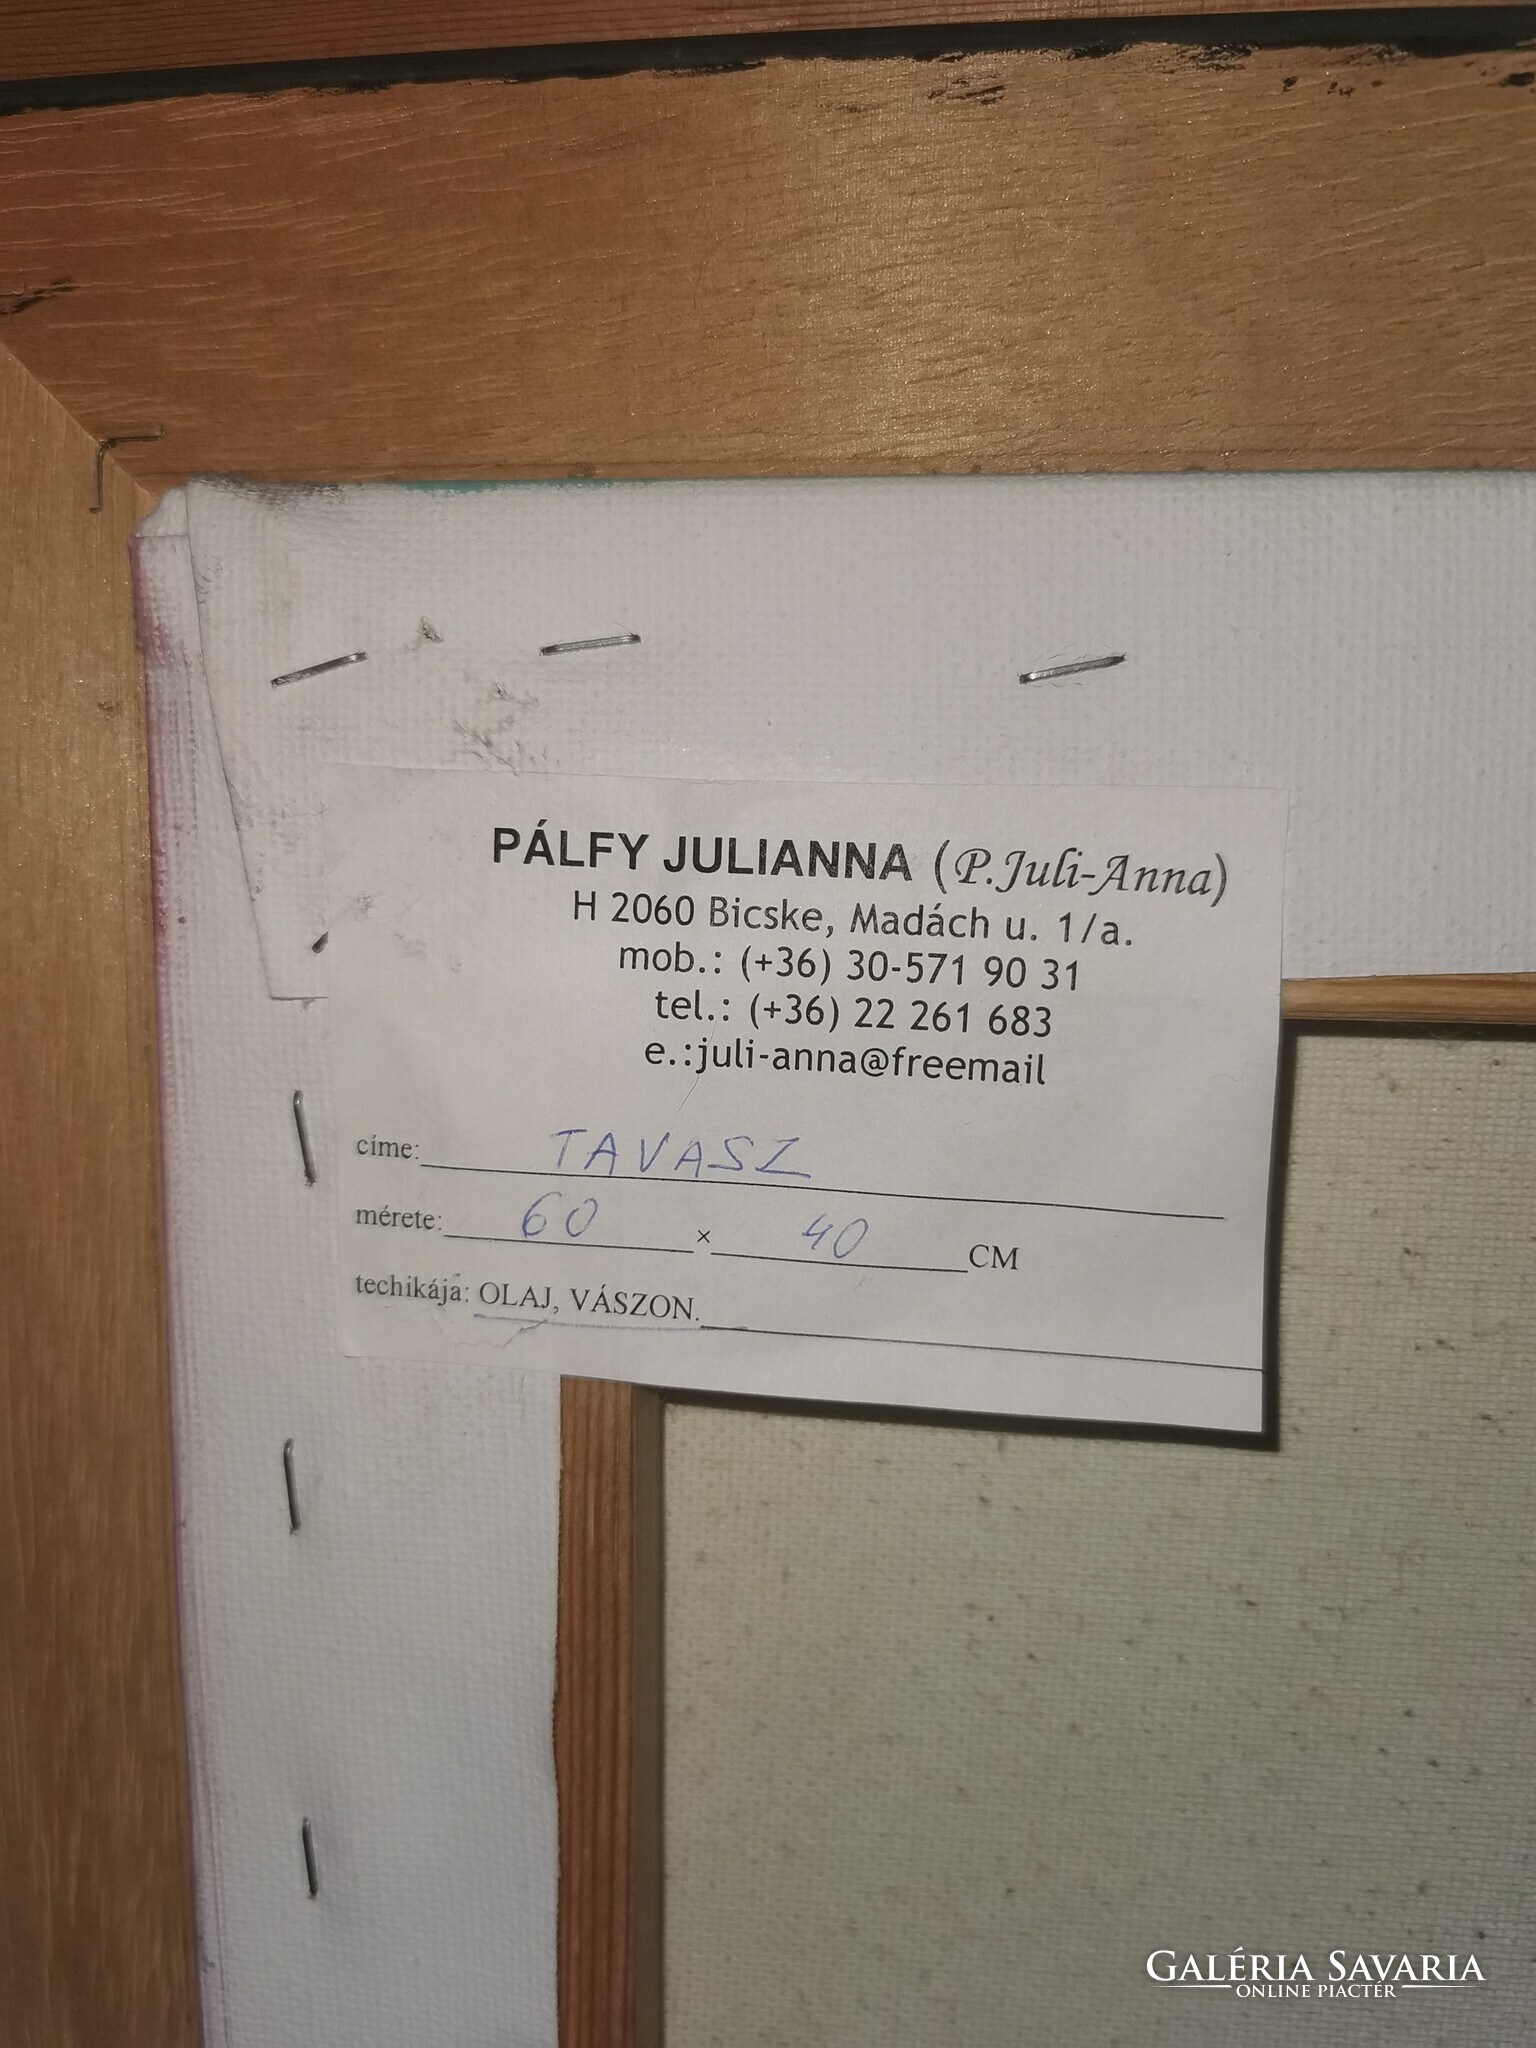 PÁLFY JULIANNA (P.Juli-Anna)
H 2060 Bicske, Madách u. 1/a.
mob.: (+36) 30-571 90 31
tel.: (+36) 22 261 683
e.:juli-anna@freemail
címe: TAVASZ
mérete: 60 × 40 CM
techikája: OLAJ, VÁSZON.
GALÉRIA SAVARIA
ONLINE PIACTÉR